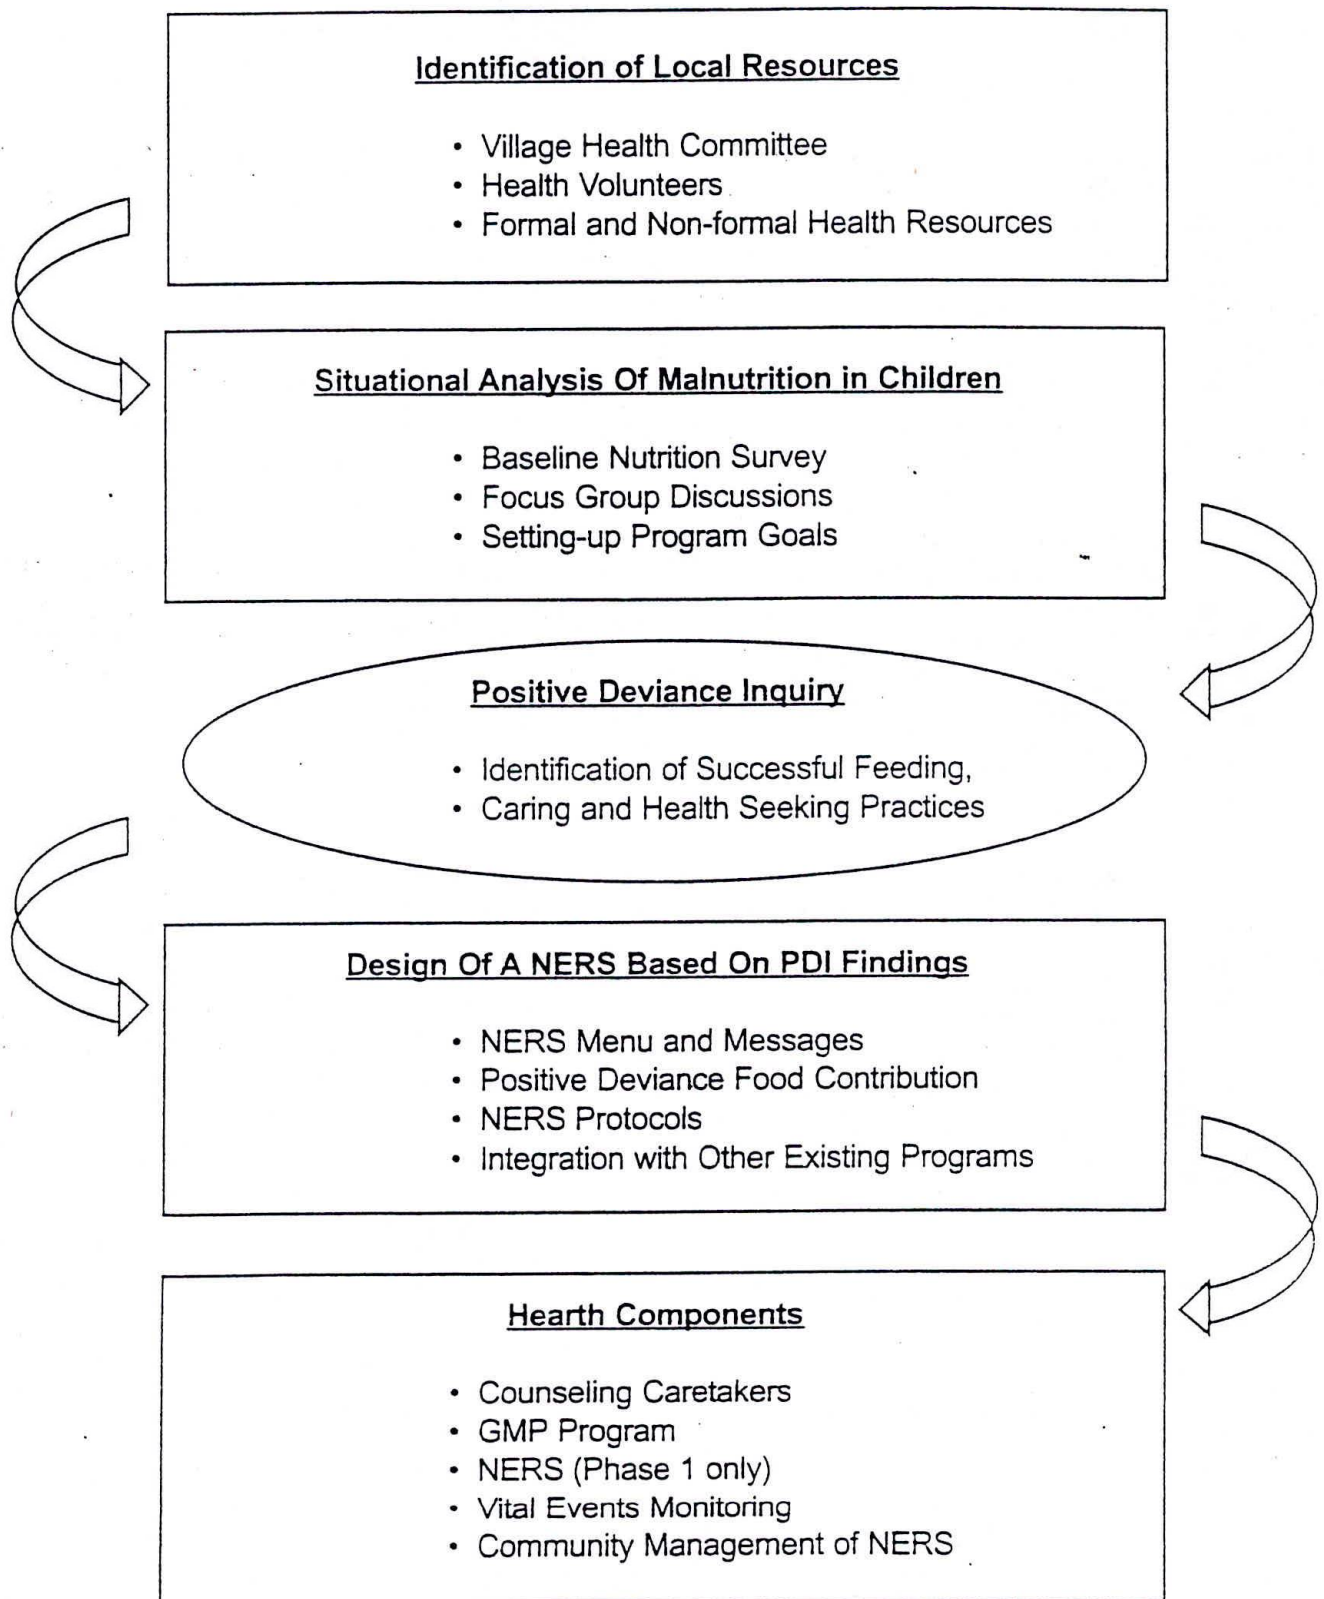 Identification of Local Resources
• Village Health Committee
• Health Volunteers
• Formal and Non-formal Health Resources
Situational Analysis Of Malnutrition in Children
• Baseline Nutrition Survey
• Focus Group Discussions
• Setting-up Program Goals
Positive Deviance Inquiry
• Identification of Successful Feeding,
• Caring and Health Seeking Practices
Design Of A NERS Based On PDI Findings
• NERS Menu and Messages
• Positive Deviance Food Contribution
• NERS Protocols
• Integration with Other Existing Programs
Hearth Components
• Counseling Caretakers
• GMP Program
• NERS (Phase 1 only)
• Vital Events Monitoring
• Community Management of NERS